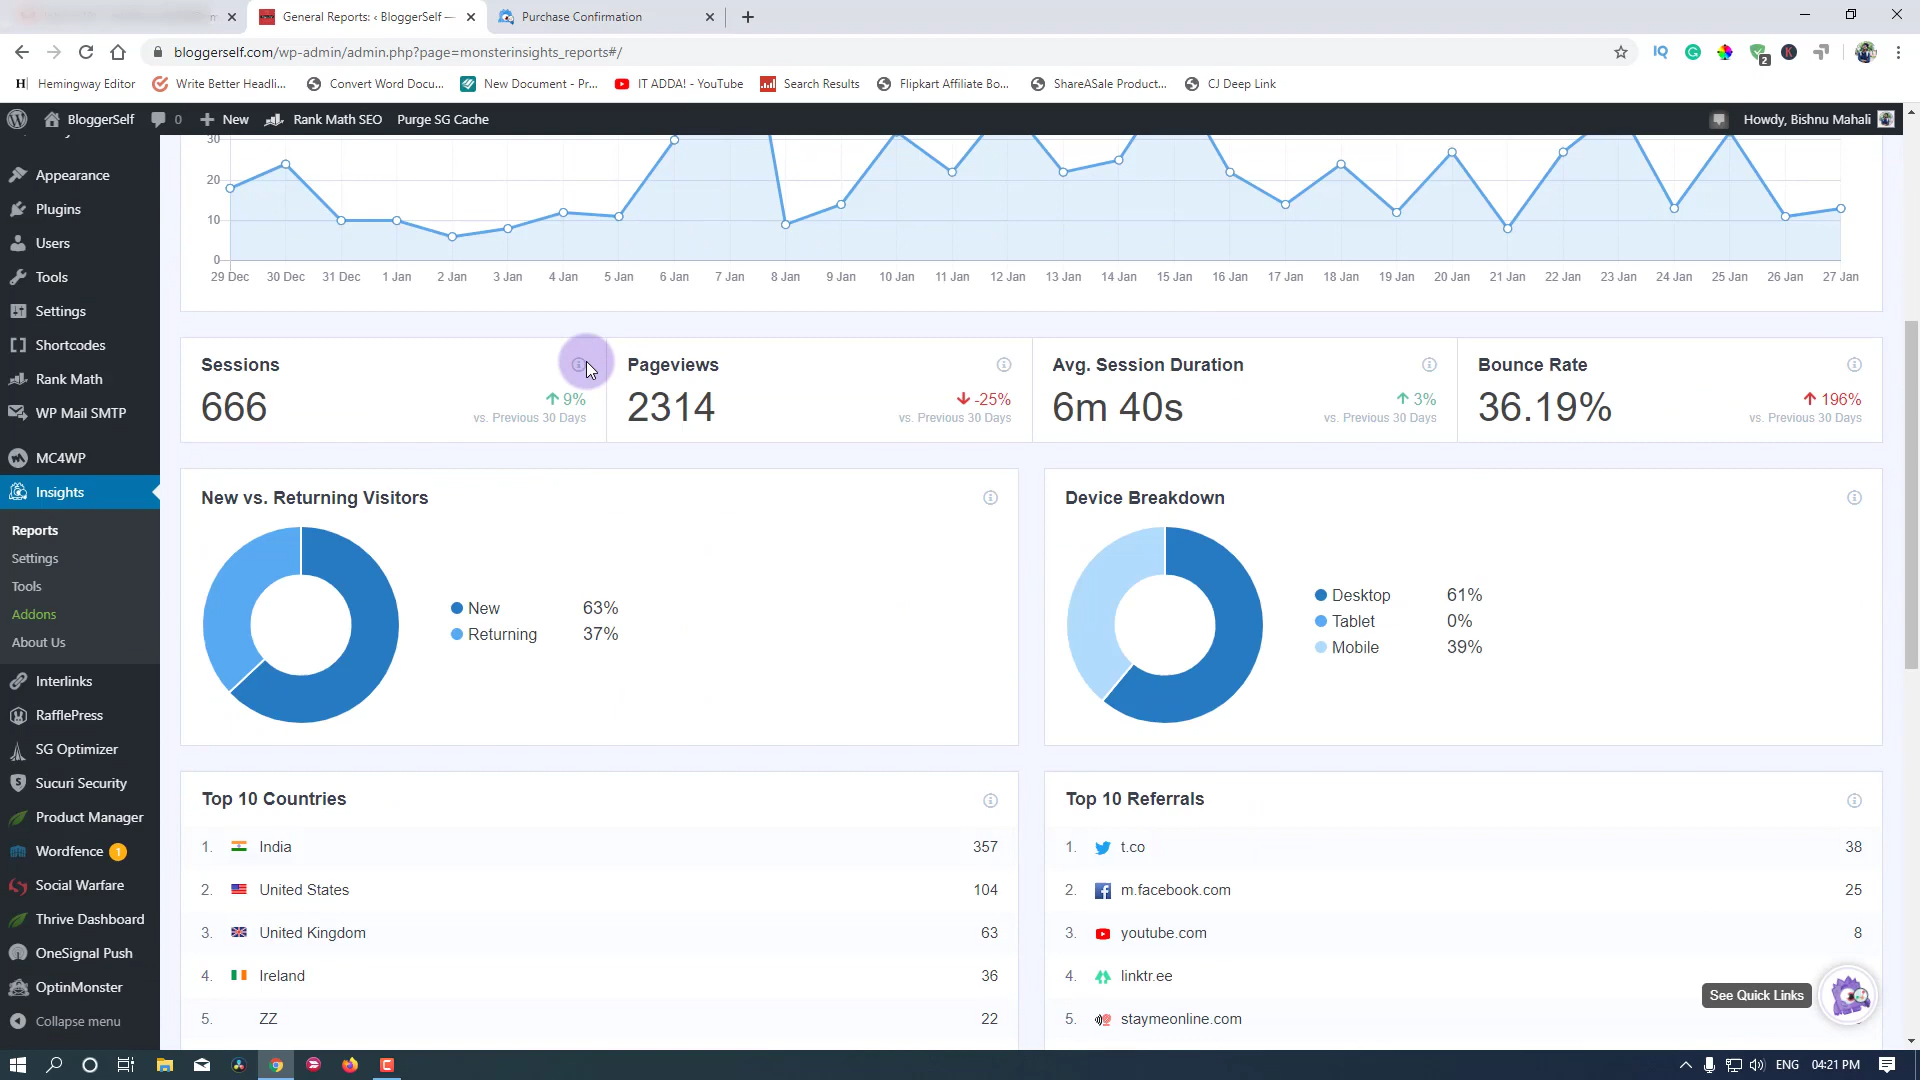 General Reports: ‹ BloggerSelf —
Purchase Confirmation
bloggerself.com/wp-admin/admin.php?page=monsterinsights_reports#/
2
Hemingway Editor
Write Better Headli...
Convert Word Docu...
New Document - Pr...
IT ADDA! - YouTube
Search Results
Flipkart Affiliate Bo...
ShareASale Product...
CJ Deep Link
BloggerSelf
0
New
Rank Math SEO
Purge SG Cache
Howdy, Bishnu Mahali
Appearance
Plugins
Users
Tools
Settings
Shortcodes
Rank Math
WP Mail SMTP
MC4WP
Insights
Reports
Settings
Tools
Addons
About Us
Interlinks
RafflePress
SG Optimizer
Sucuri Security
Product Manager
Wordfence 1
Social Warfare
Thrive Dashboard
OneSignal Push
OptinMonster
Collapse menu
30
20
10
0
29 Dec 30 Dec 31 Dec 1 Jan 2 Jan 3 Jan 4 Jan 5 Jan 6 Jan 7 Jan 8 Jan 9 Jan 10 Jan 11 Jan 12 Jan 13 Jan 14 Jan 15 Jan 16 Jan 17 Jan 18 Jan 19 Jan 20 Jan 21 Jan 22 Jan 23 Jan 24 Jan 25 Jan 26 Jan 27 Jan
Sessions
666
9%
vs. Previous 30 Days
Pageviews
2314
-25%
vs. Previous 30 Days
Avg. Session Duration
6m 40s
3%
vs. Previous 30 Days
Bounce Rate
36.19%
196%
vs. Previous 30 Days
New vs. Returning Visitors
New 63%
Returning 37%
Device Breakdown
Desktop 61%
Tablet 0%
Mobile 39%
Top 10 Countries
1. India 357
2. United States 104
3. United Kingdom 63
4. Ireland 36
5. ZZ 22
Top 10 Referrals
1. t.co 38
2. m.facebook.com 25
3. youtube.com 8
4. linktr.ee
5. staymeonline.com
See Quick Links
ENG
04:21 PM